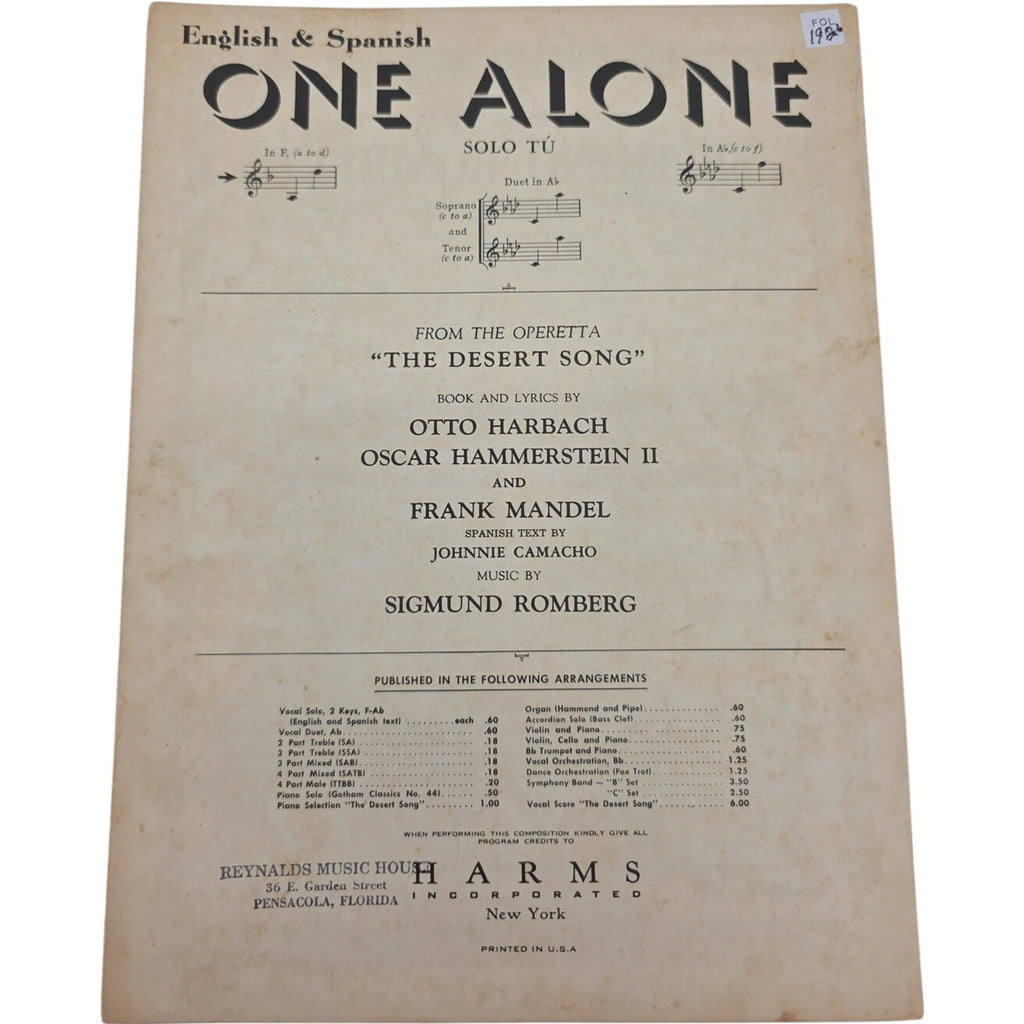 FOL
1926
English & Spanish
ONE ALONE
SOLO TÚ
In F, (a to d)
In A♭, (c to f)
Duet in A♭
Soprano
(c to a)
and
Tenor
(c to a)
FROM THE OPERETTA
"THE DESERT SONG"
BOOK AND LYRICS BY
OTTO HARBACH
OSCAR HAMMERSTEIN II
AND
FRANK MANDEL
SPANISH TEXT BY
JOHNNIE CAMACHO
MUSIC BY
SIGMUND ROMBERG
PUBLISHED IN THE FOLLOWING ARRANGEMENTS
Vocal Solo, 2 Keys, F-Ab
(English and Spanish text) .........each .60
Vocal Duet, Ab. .60
2 Part Treble (SA) .18
3 Part Treble (SSA) .18
3 Part Mixed (SAB) .18
4 Part Mixed (SATB) .18
4 Part Male (TTBB) .20
Piano Solo (Gotham Classics No. 44) .50
Piano Selection "The Desert Song" 1.00
Organ (Hammond and Pipe) .60
Accordion Solo (Bass Clef) .60
Violin and Piano 75
Violin, Cello and Piano .75
Bb Trumpet and Piano .60
Vocal Orchestration, Bb 1.25
Dance Orchestration (Fox Trot) 1.25
Symphony Band — "B" Set 3.50
"C" Set 2.50
Vocal Score "The Desert Song" 6.00
WHEN PERFORMING THIS COMPOSITION KINDLY GIVE ALL
PROGRAM CREDITS TO
HARMS
INCORPORATED
New York
REYNALDS MUSIC HOUSE
36 E. Garden Street
PENSACOLA, FLORIDA
PRINTED IN U.S.A